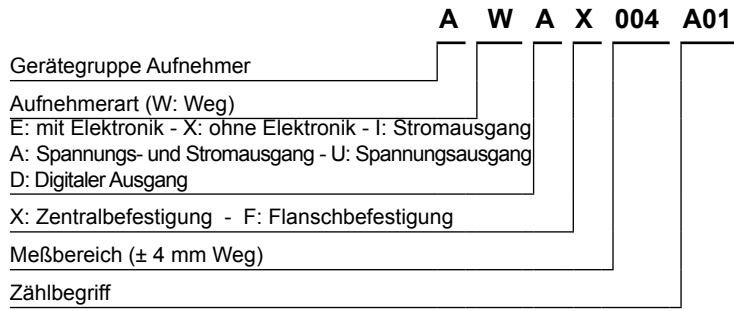 A W A X 004 A01
Gerätegruppe Aufnehmer
Aufnehmerart (W: Weg)
E: mit Elektronik - X: ohne Elektronik - I: Stromausgang
A: Spannungs- und Stromausgang - U: Spannungsausgang
D: Digitaler Ausgang
X: Zentralbefestigung - F: Flanschbefestigung
Meßbereich (± 4 mm Weg)
Zählbegriff